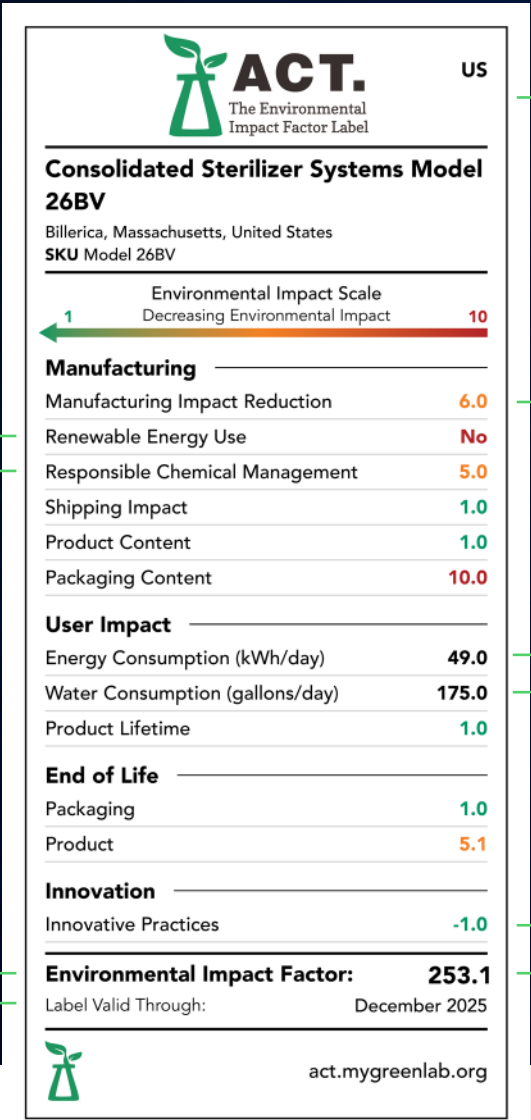 ACT.
US
The Environmental
Impact Factor Label
Consolidated Sterilizer Systems Model
26BV
Billerica, Massachusetts, United States
SKU Model 26BV
Environmental Impact Scale
1 Decreasing Environmental Impact 10
Manufacturing
Manufacturing Impact Reduction 6.0
Renewable Energy Use No
Responsible Chemical Management 5.0
Shipping Impact 1.0
Product Content 1.0
Packaging Content 10.0
User Impact
Energy Consumption (kWh/day) 49.0
Water Consumption (gallons/day) 175.0
Product Lifetime 1.0
End of Life
Packaging 1.0
Product 5.1
Innovation
Innovative Practices -1.0
Environmental Impact Factor: 253.1
Label Valid Through: December 2025
act.mygreenlab.org